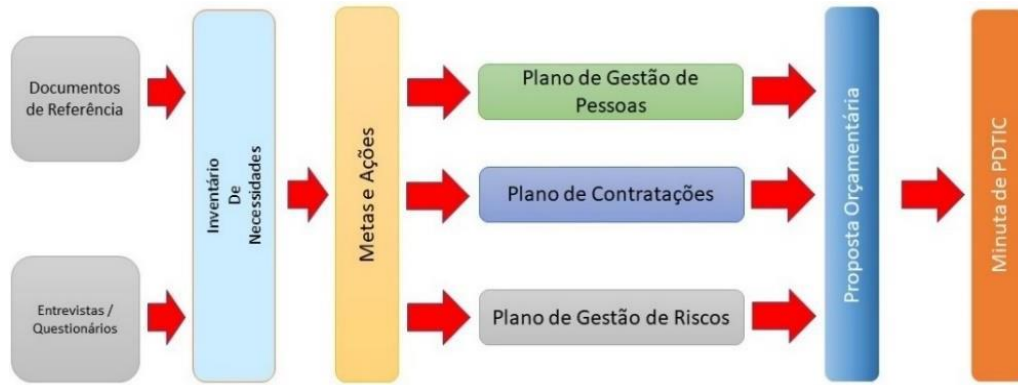 Documentos
de Referência
Entrevistas /
Questionários
Inventário
De
Necessidades
Metas e Ações
Plano de Gestão de
Pessoas
Plano de Contratações
Plano de Gestão de Riscos
Proposta Orçamentária
Minuta de PDTIC